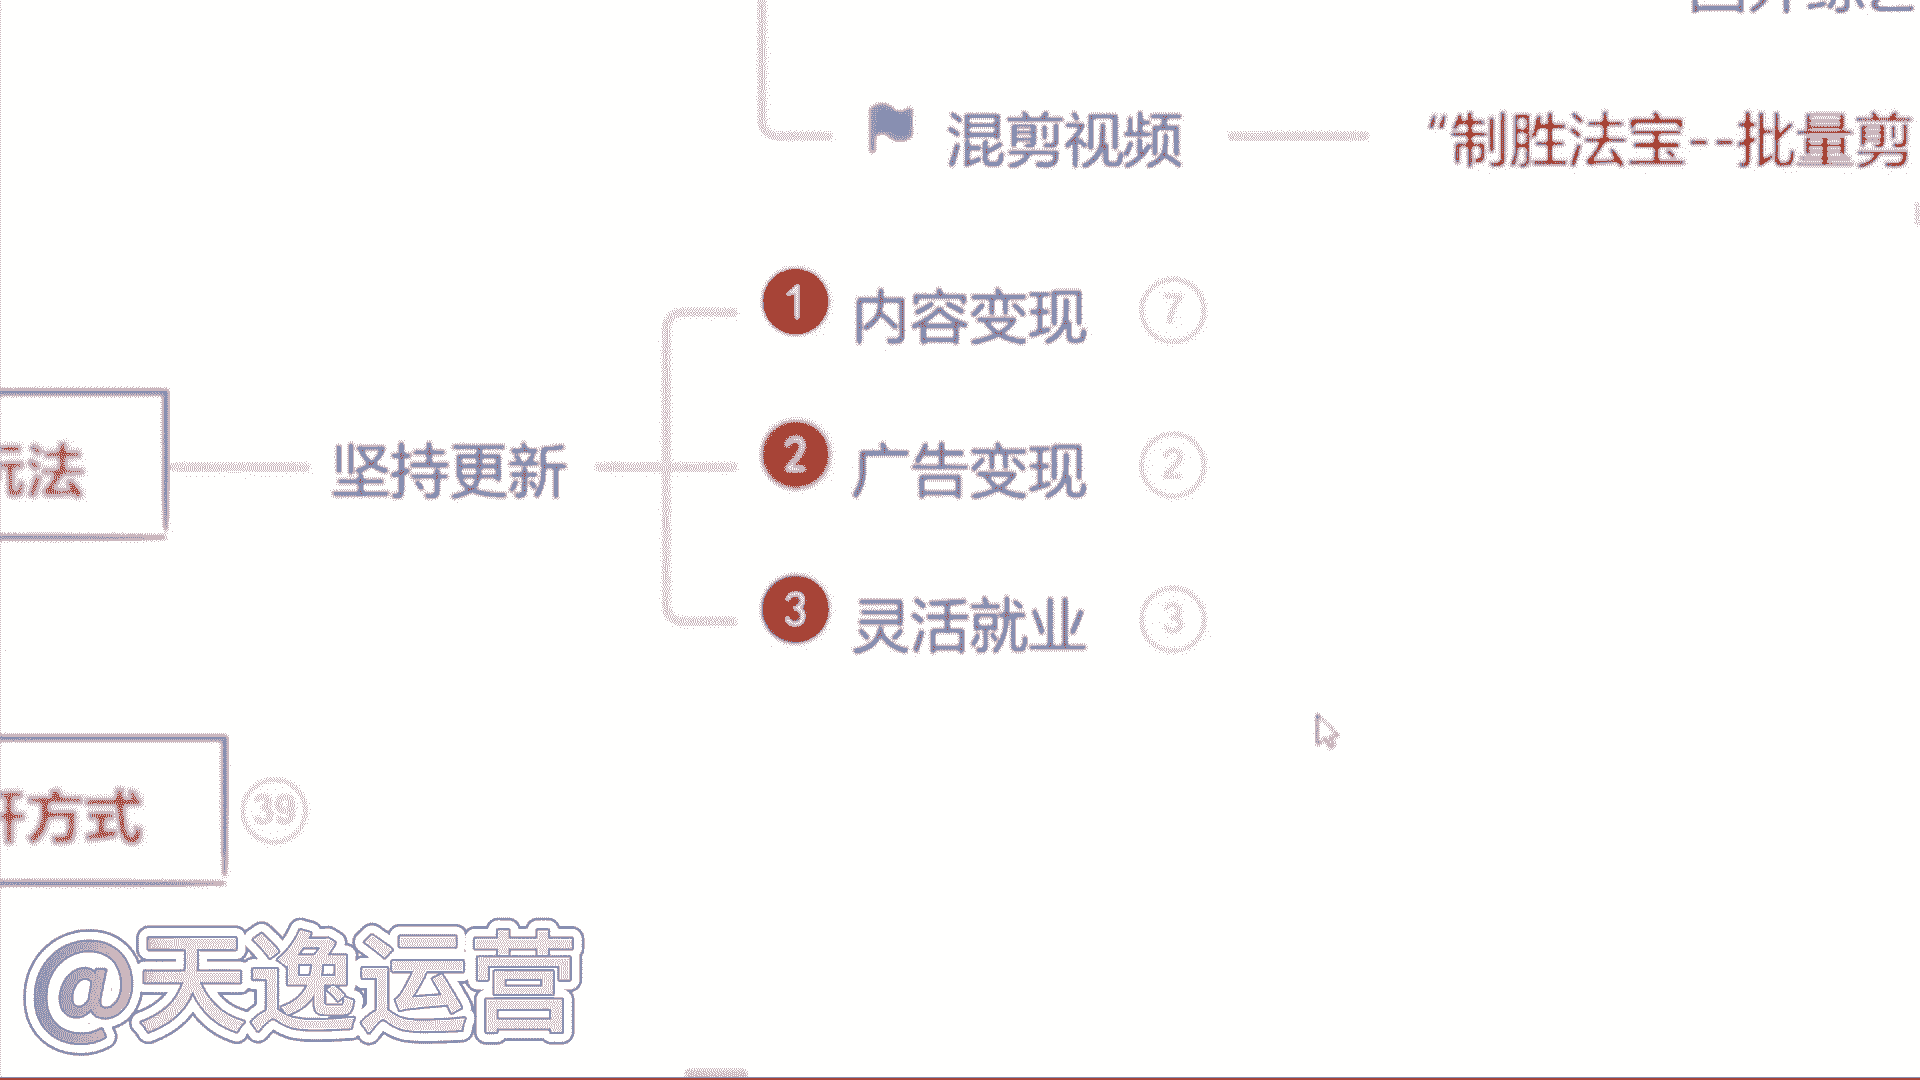 混剪视频
“制胜法宝--批量剪
1 内容变现 7
玩法
坚持更新
2 广告变现 2
3 灵活就业 3
方式 39
@天逸运营